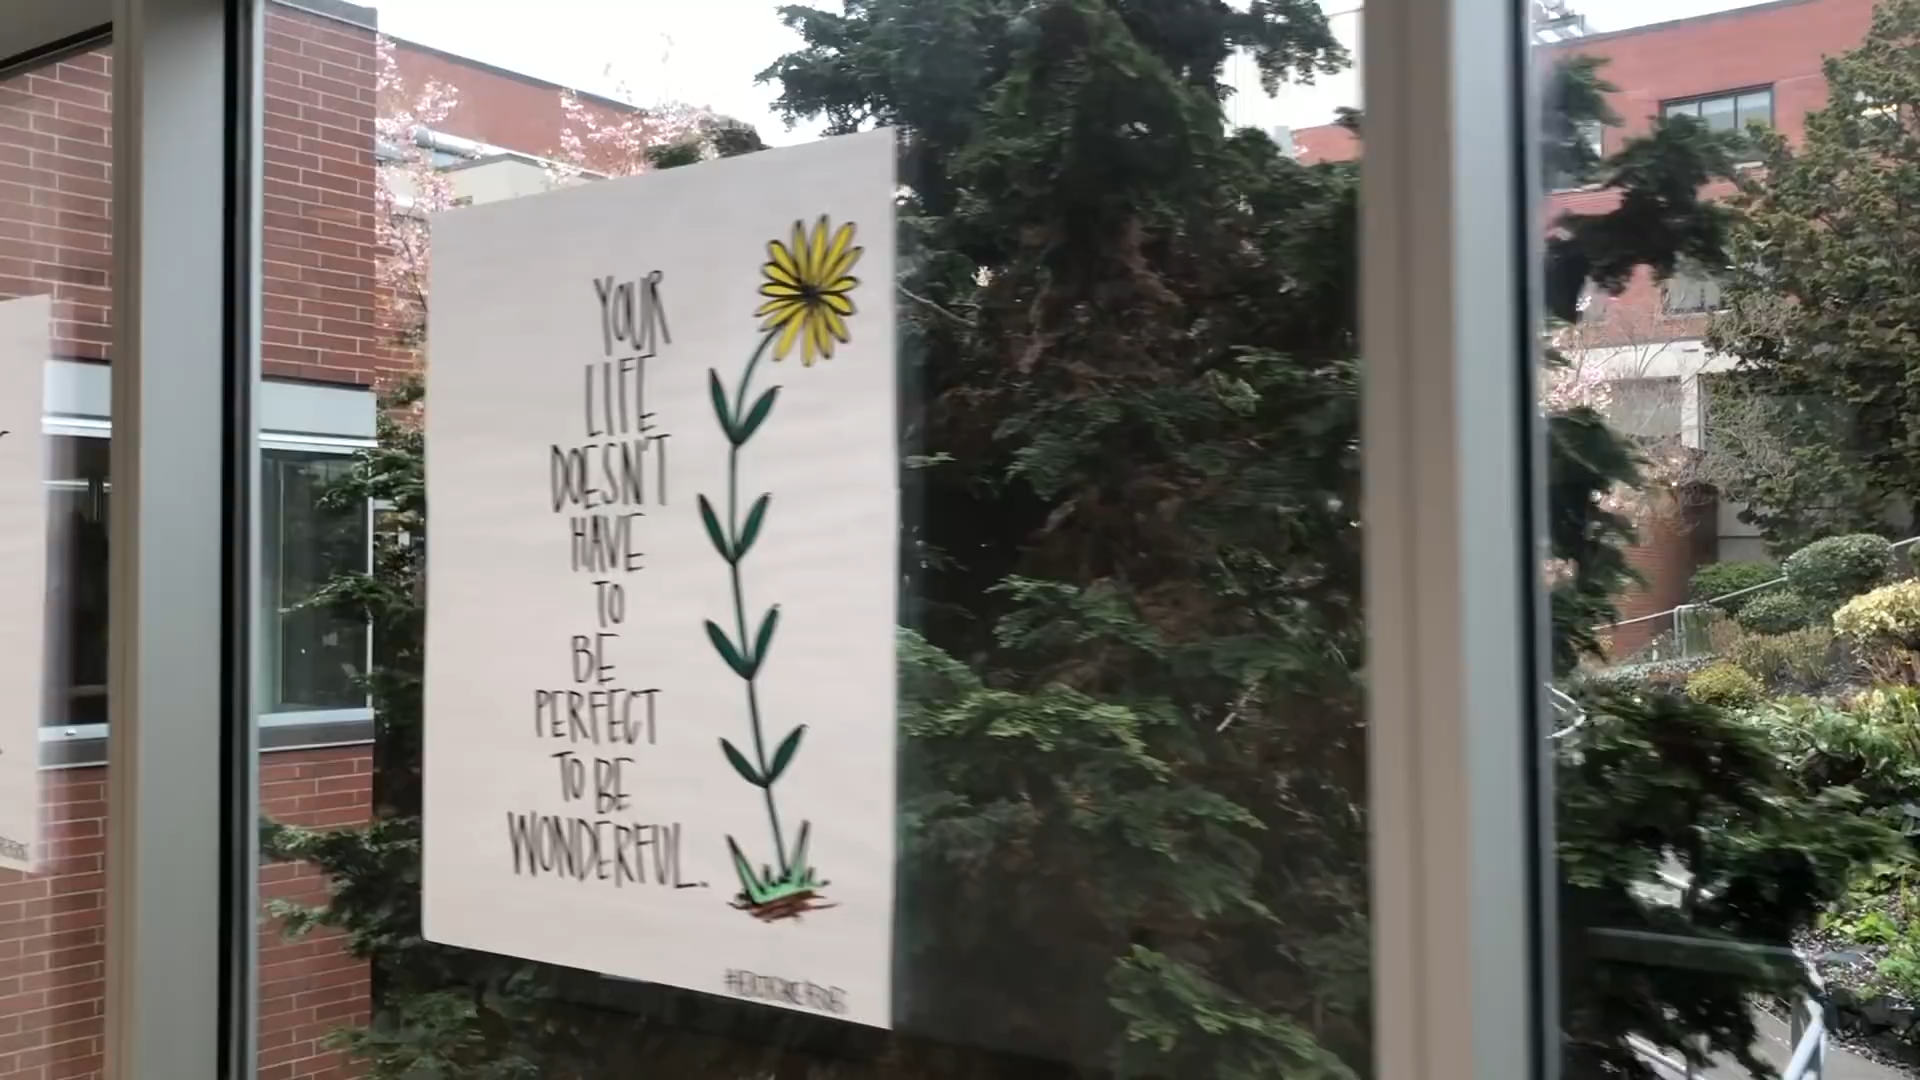 YOUR
LIFE
DOESN'T
HAVE
TO
BE
PERFECT
TO BE
WONDERFUL.